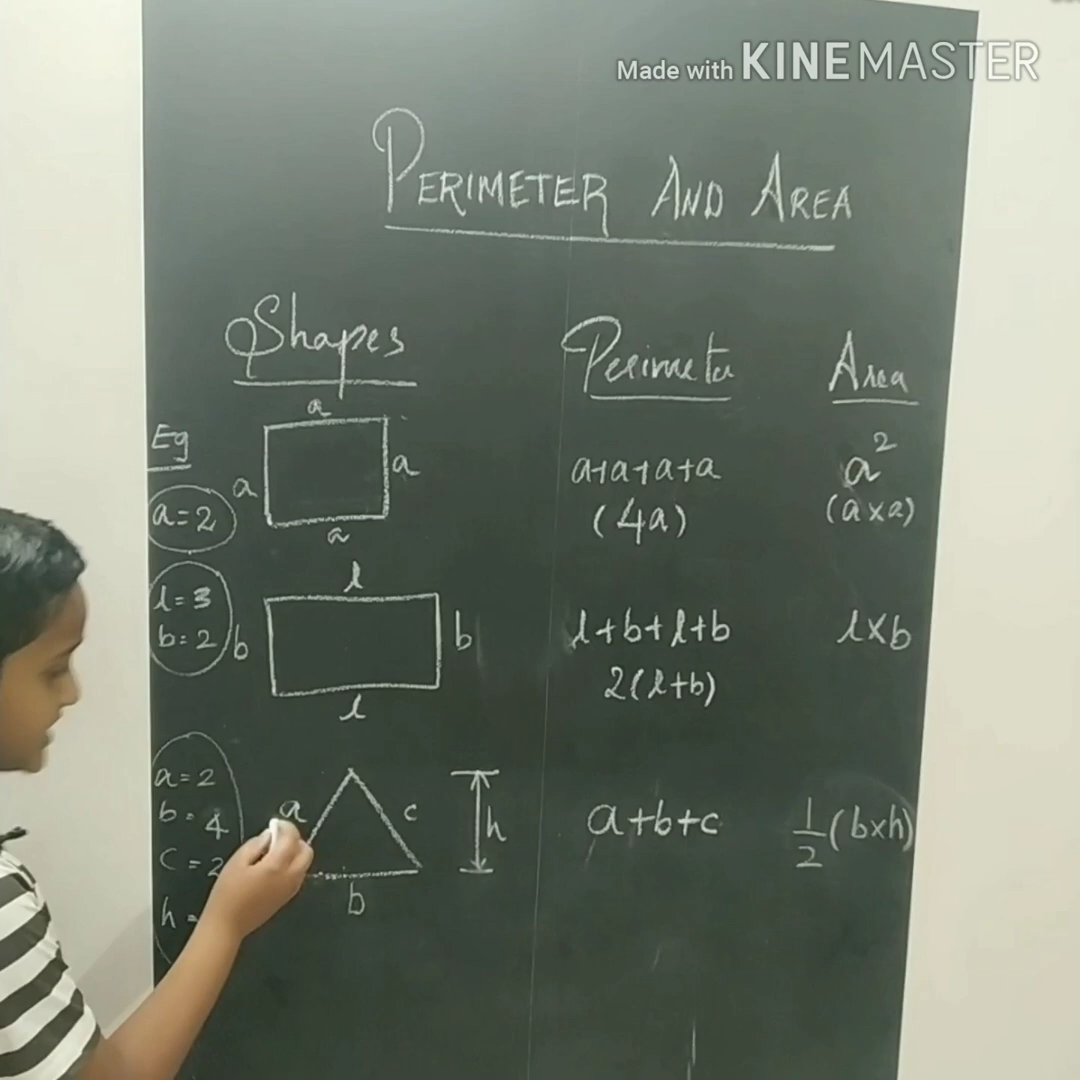 Made with KINEMASTER
PERIMETER AND AREA
Shapes Perimeter Area
Eg
a
a a
a
a=2
a+a+a+a
(4a)
a²
(a x a)
l
l=3
b=2
b b
l
l+b+l+b
2(l+b)
l x b
a=2
b=4
c=2
h=
a c
b
h
a+b+c
1/2 (b x h)